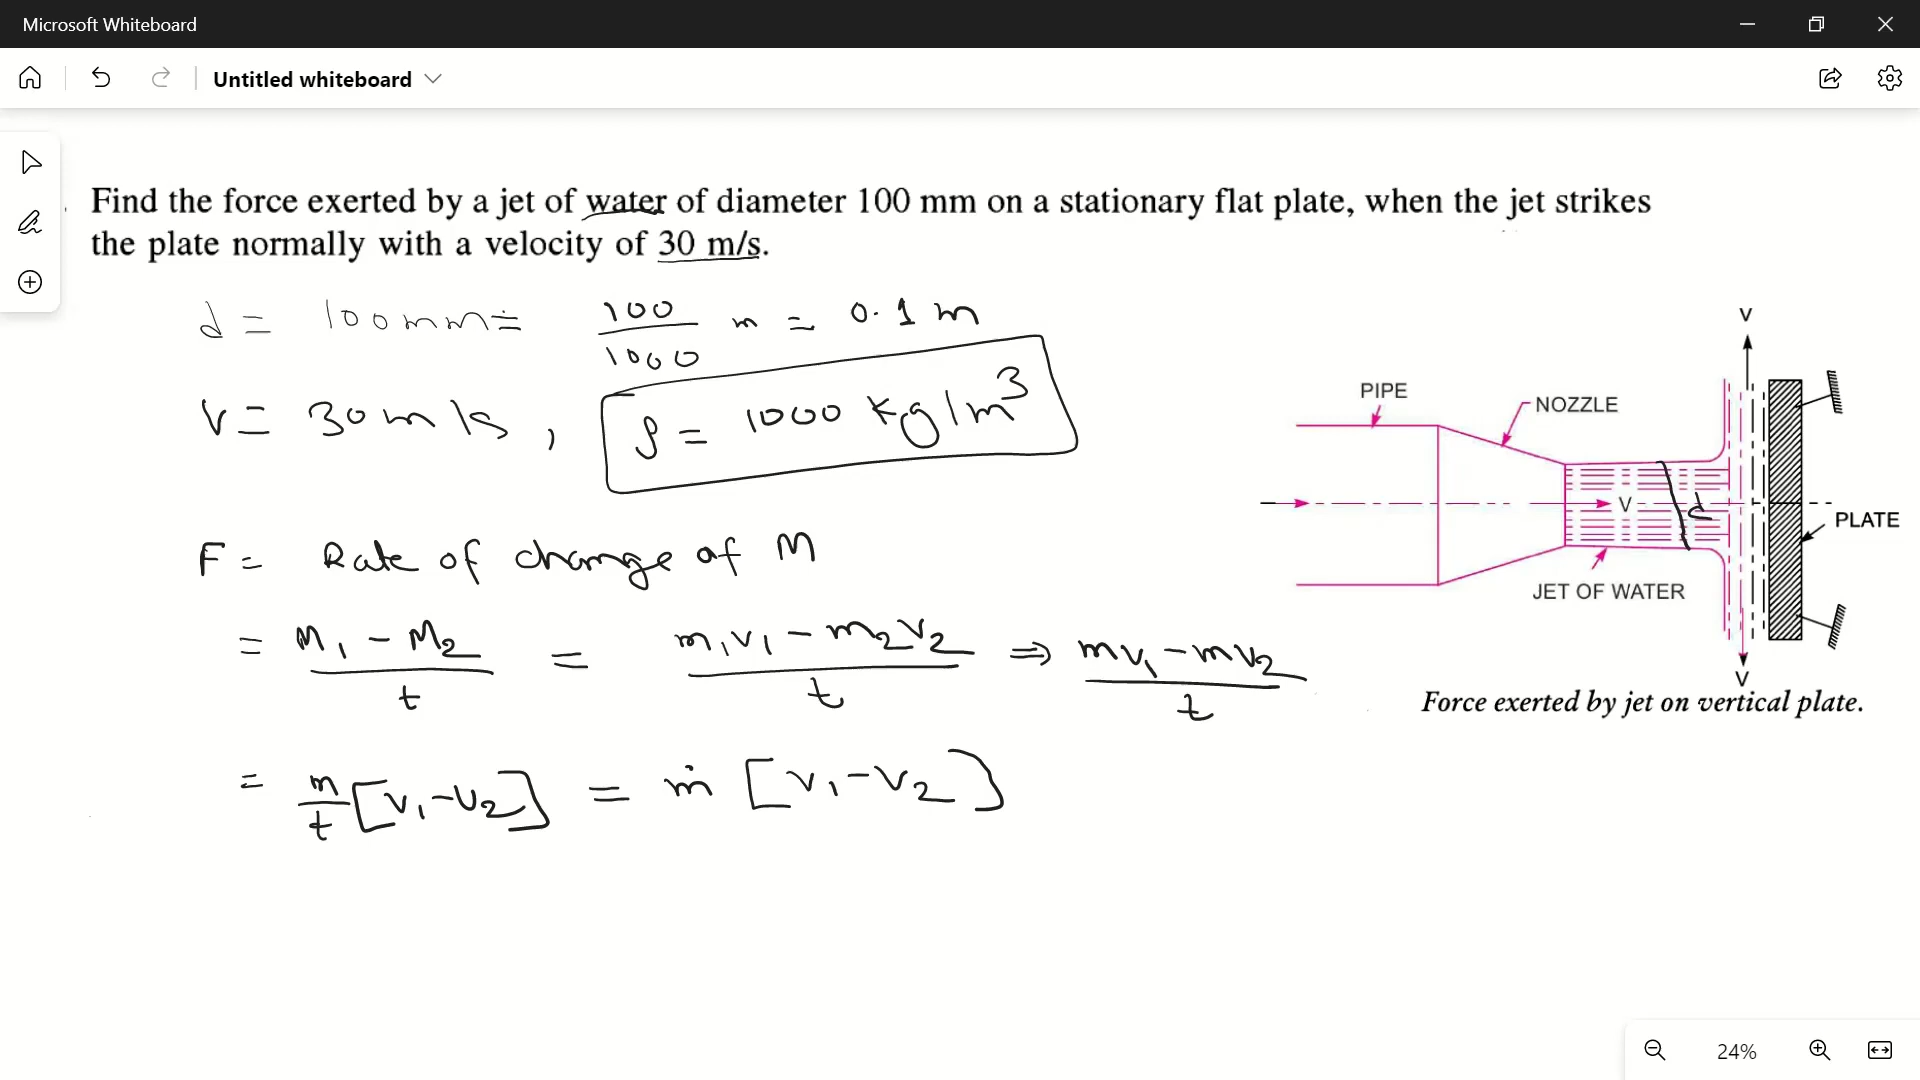 Microsoft Whiteboard
Untitled whiteboard
Find the force exerted by a jet of water of diameter 100 mm on a stationary flat plate, when the jet strikes
the plate normally with a velocity of 30 m/s.
d = 100mm = 100/1000 m = 0.1 m
V = 30 m/s , ρ = 1000 kg/m³
F = Rate of change of M
= M₁ - M₂ / t = m₁v₁ - m₂v₂ / t ⇒ mv₁ - mv₂ / t
= m/t [v₁-v₂] = ṁ [v₁-v₂]
V
PIPE
NOZZLE
V
d
PLATE
JET OF WATER
V
Force exerted by jet on vertical plate.
24%